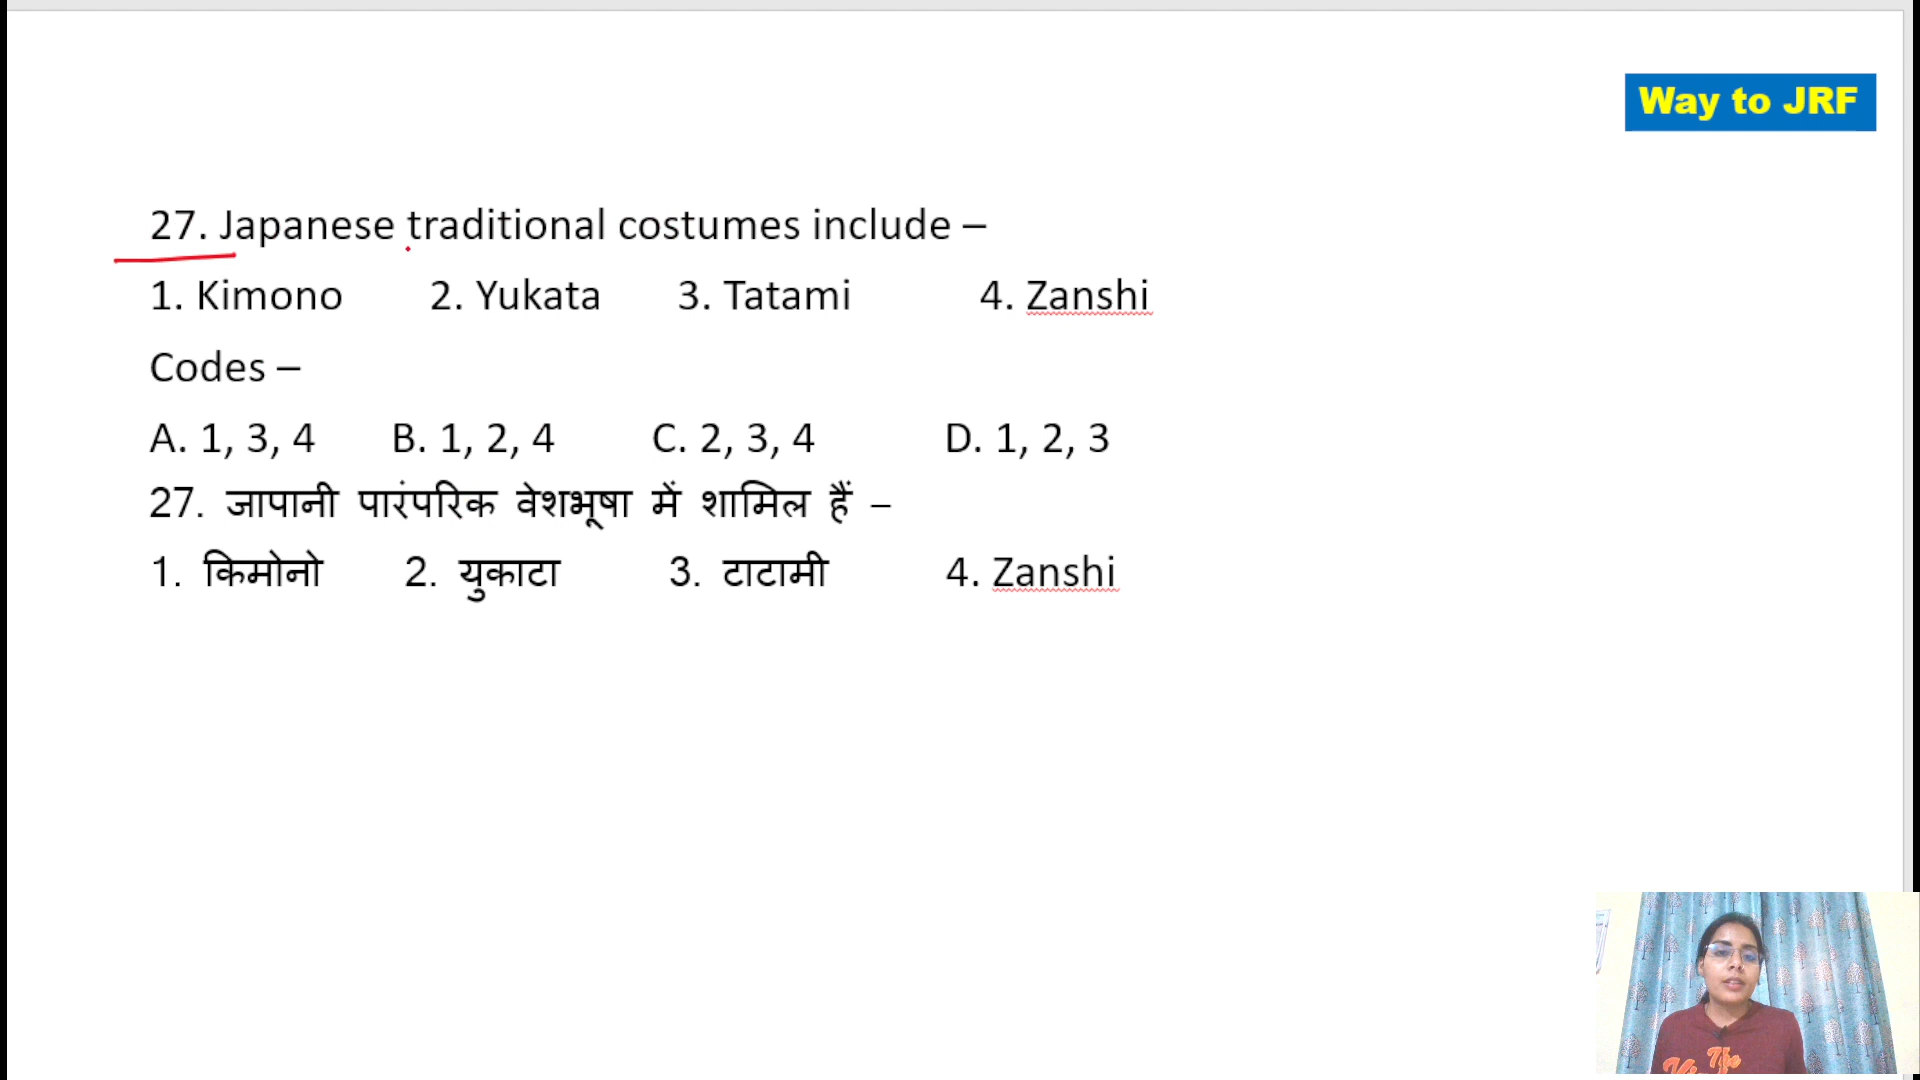 Way to JRF
27. Japanese traditional costumes include –
1. Kimono 2. Yukata 3. Tatami 4. Zanshi
Codes –
A. 1, 3, 4 B. 1, 2, 4 C. 2, 3, 4 D. 1, 2, 3
27. जापानी पारंपरिक वेशभूषा में शामिल हैं –
1. किमोनो 2. युकाटा 3. टाटामी 4. Zanshi
The